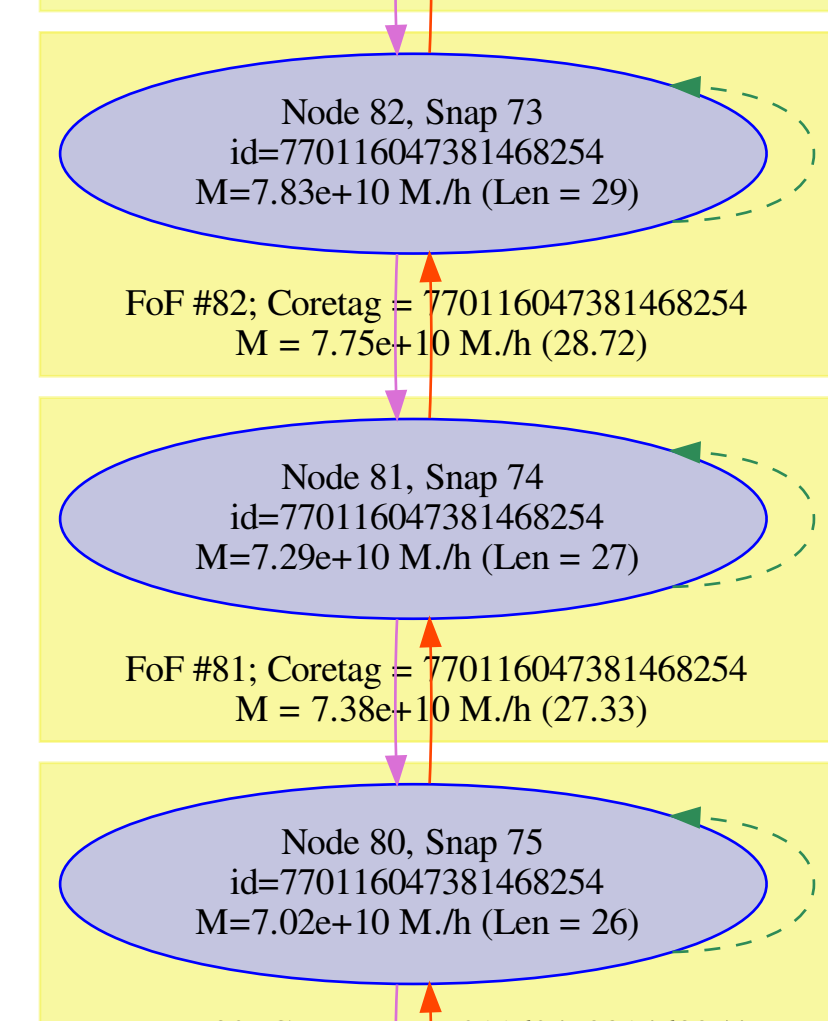 Node 82, Snap 73
id=770116047381468254
M=7.83e+10 M./h (Len = 29)
FoF #82; Coretag = 770116047381468254
M = 7.75e+10 M./h (28.72)
Node 81, Snap 74
id=770116047381468254
M=7.29e+10 M./h (Len = 27)
FoF #81; Coretag = 770116047381468254
M = 7.38e+10 M./h (27.33)
Node 80, Snap 75
id=770116047381468254
M=7.02e+10 M./h (Len = 26)